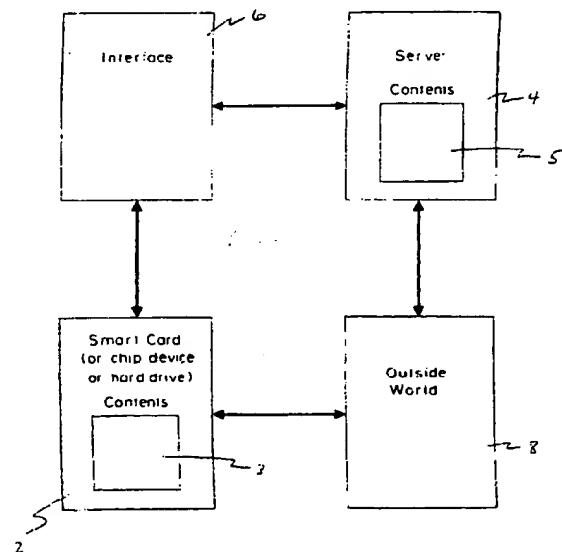 6
Interface
Server
Contents
4
5
Smart Card
(or chip device
or hard drive)
Contents
3
2
Outside
World
8